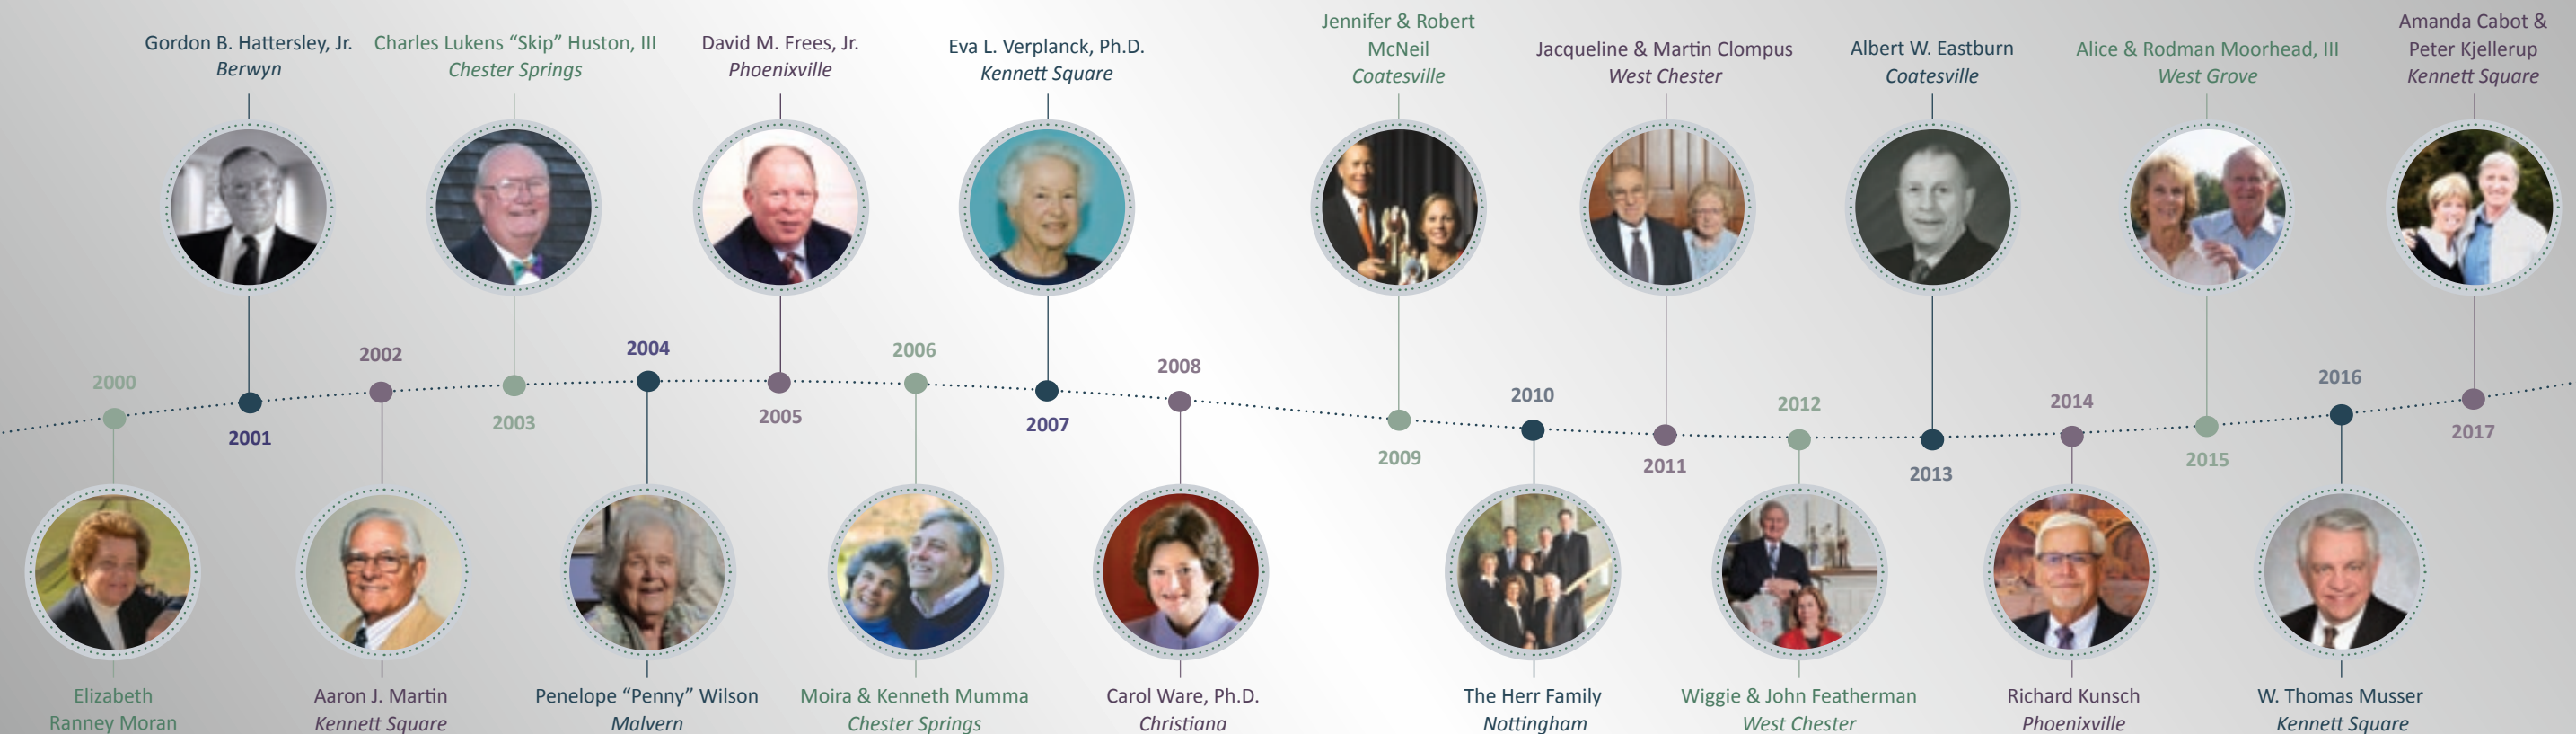 Gordon B. Hattersley, Jr.
Berwyn
Charles Lukens “Skip” Huston, III
Chester Springs
David M. Frees, Jr.
Phoenixville
Eva L. Verplanck, Ph.D.
Kennett Square
Jennifer & Robert
McNeil
Coatesville
Jacqueline & Martin Clompus
West Chester
Albert W. Eastburn
Coatesville
Alice & Rodman Moorhead, III
West Grove
Amanda Cabot &
Peter Kjellerup
Kennett Square
2000
2001
2002
2003
2004
2005
2006
2007
2008
2009
2010
2011
2012
2013
2014
2015
2016
2017
Elizabeth
Ranney Moran
Aaron J. Martin
Kennett Square
Penelope “Penny” Wilson
Malvern
Moira & Kenneth Mumma
Chester Springs
Carol Ware, Ph.D.
Christiana
The Herr Family
Nottingham
Wiggie & John Featherman
West Chester
Richard Kunsch
Phoenixville
W. Thomas Musser
Kennett Square